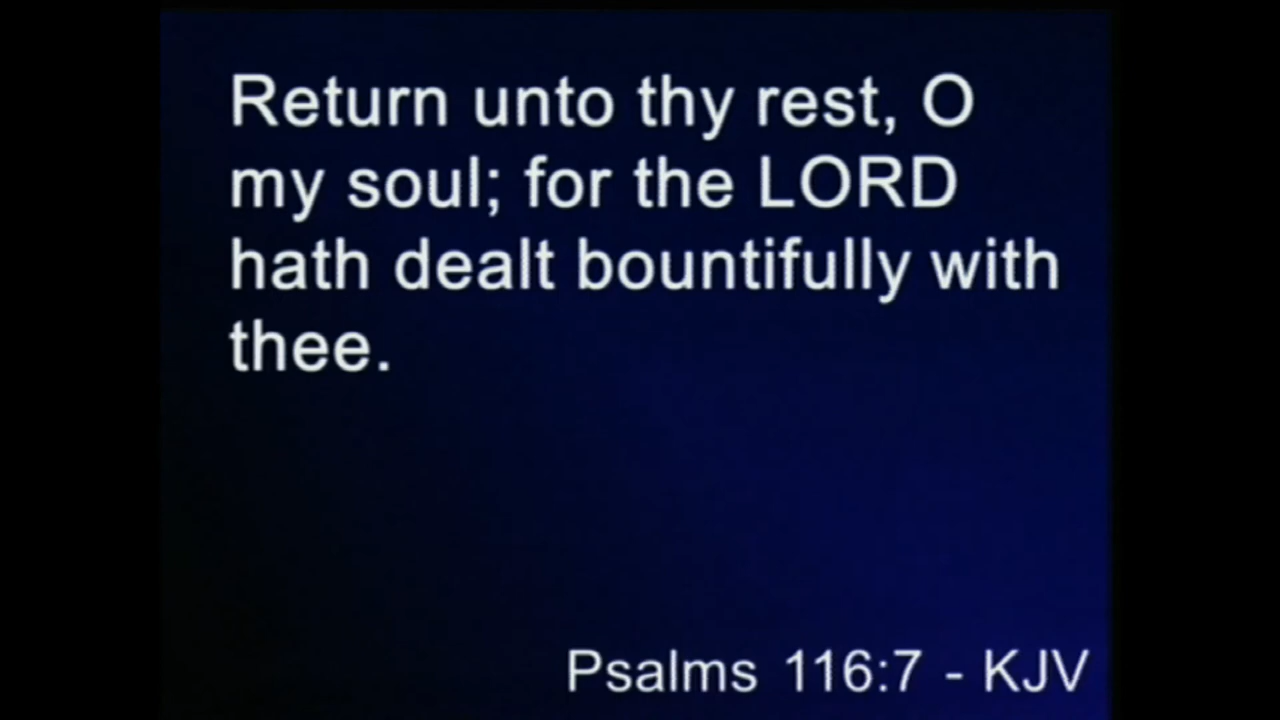 Return unto thy rest, O
my soul; for the LORD
hath dealt bountifully with
thee.
Psalms 116:7 - KJV